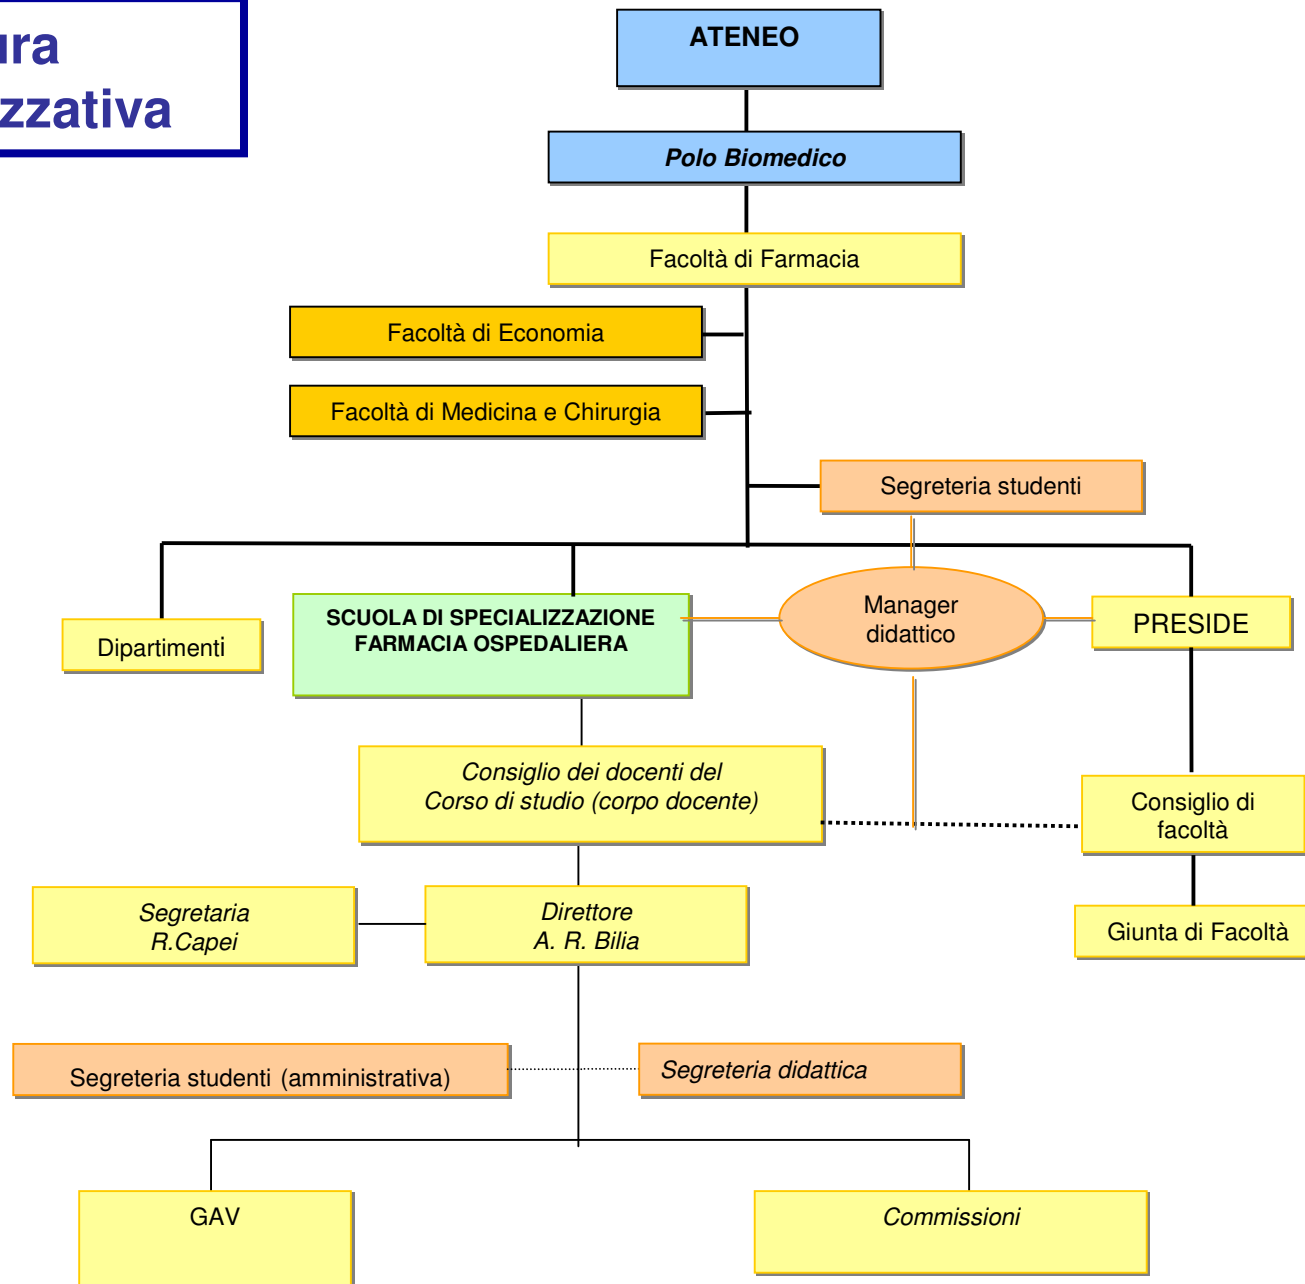 ura
zzativa
ATENEO
Polo Biomedico
Facoltà di Farmacia
Facoltà di Economia
Facoltà di Medicina e Chirurgia
Segreteria studenti
Manager
didattico
SCUOLA DI SPECIALIZZAZIONE
FARMACIA OSPEDALIERA
PRESIDE
Dipartimenti
Consiglio dei docenti del
Corso di studio (corpo docente)
Consiglio di
facoltà
Segretaria
R.Capei
Direttore
A. R. Bilia
Giunta di Facoltà
Segreteria studenti (amministrativa)
Segreteria didattica
GAV
Commissioni